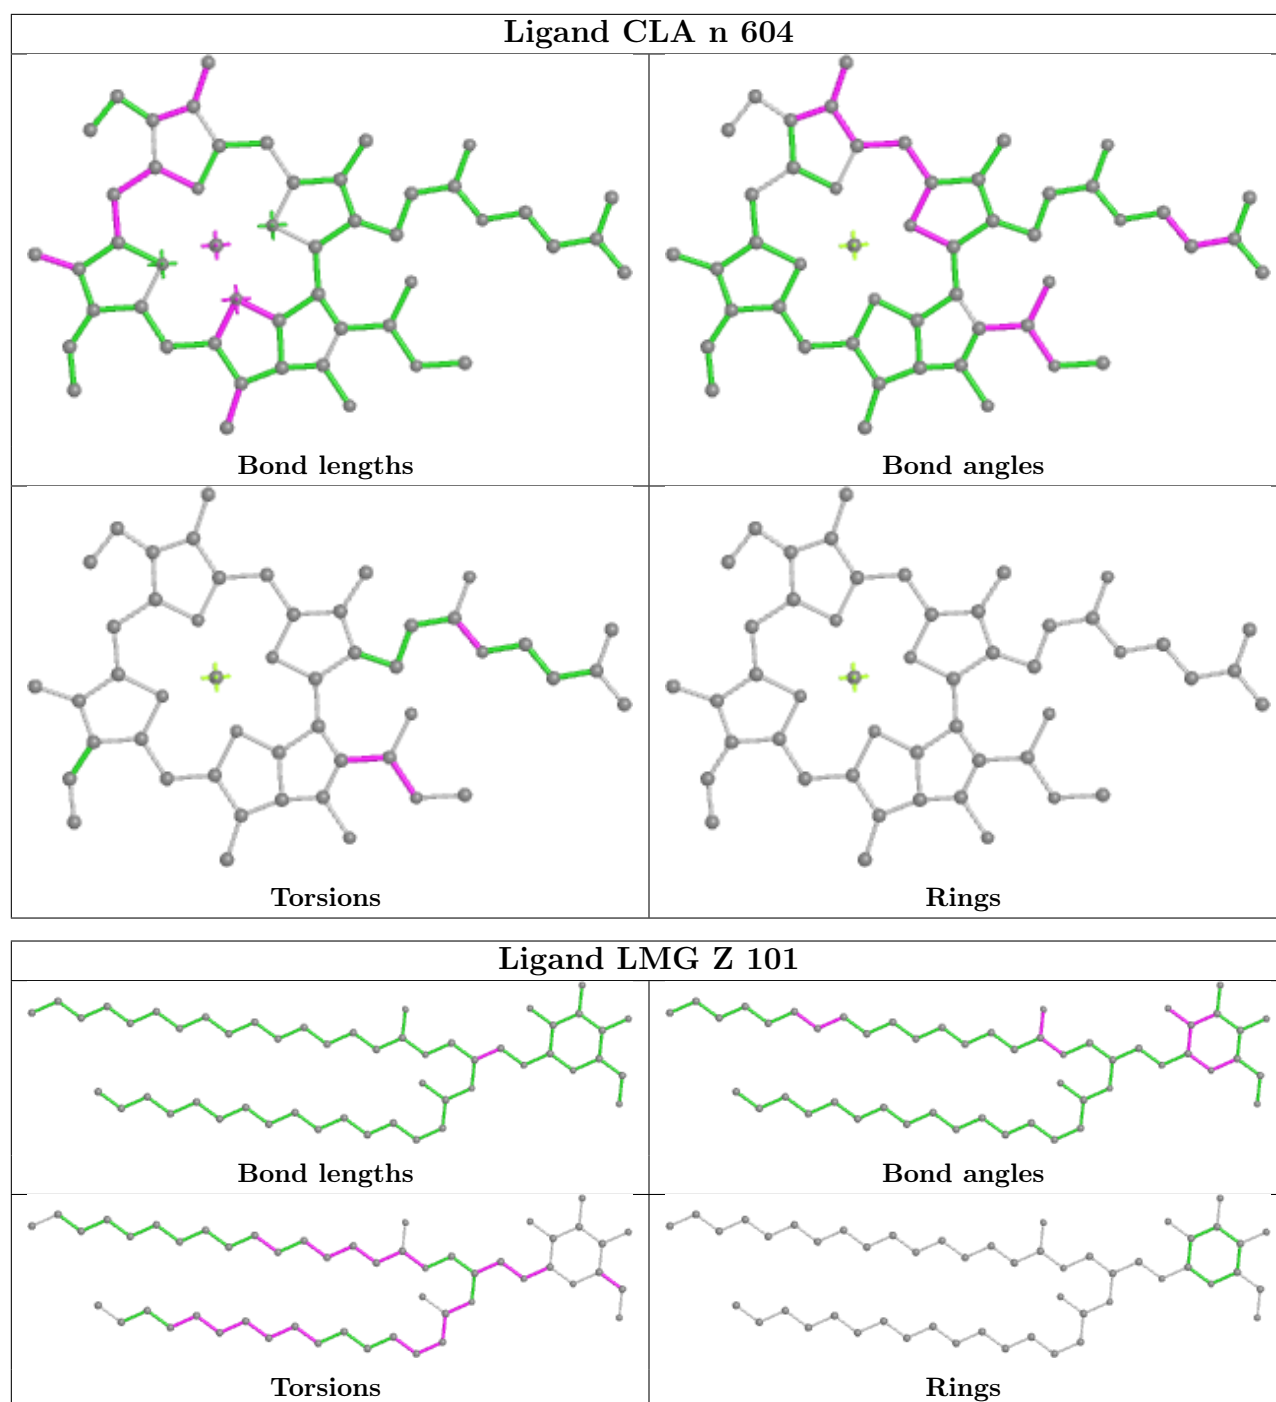 Ligand CLA n 604
Bond lengths
Bond angles
Torsions
Rings
Ligand LMG Z 101
Bond lengths
Bond angles
Torsions
Rings